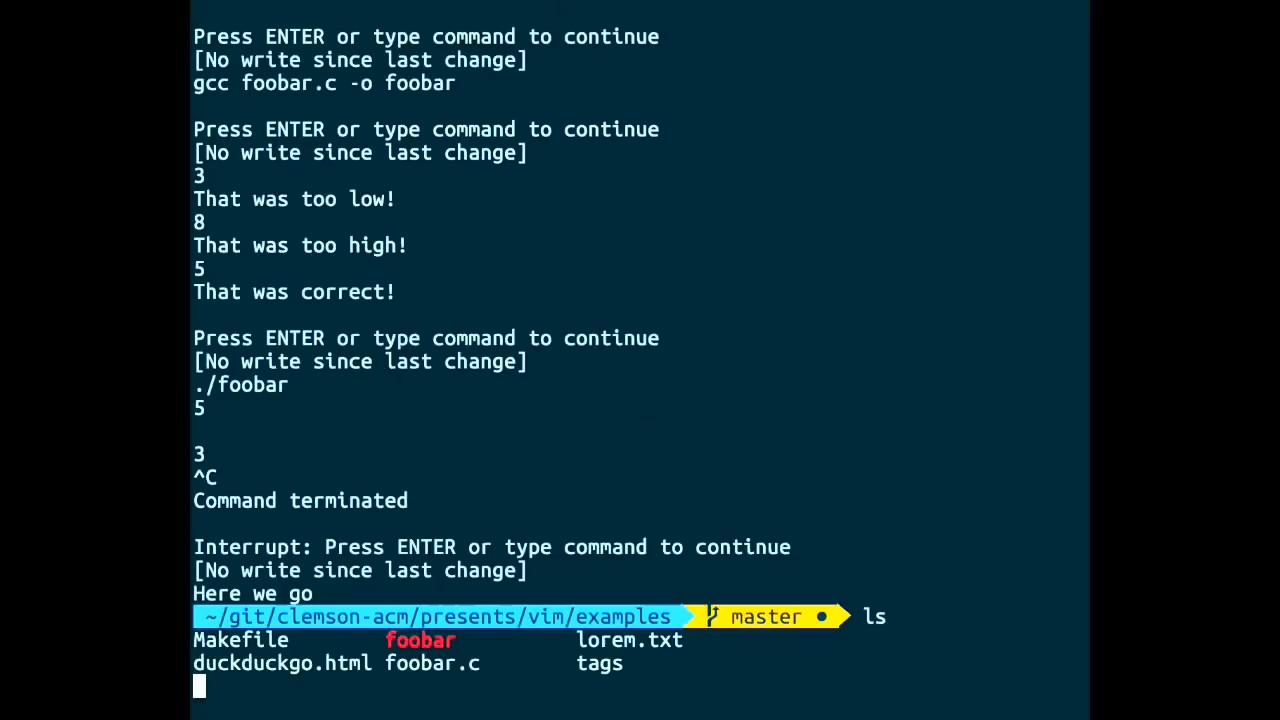 Press ENTER or type command to continue
[No write since last change]
gcc foobar.c -o foobar
Press ENTER or type command to continue
[No write since last change]
3
That was too low!
8
That was too high!
5
That was correct!
Press ENTER or type command to continue
[No write since last change]
./foobar
5
3
^C
Command terminated
Interrupt: Press ENTER or type command to continue
[No write since last change]
Here we go
~/git/clemson-acm/presents/vim/examples master ● ls
Makefile foobar lorem.txt
duckduckgo.html foobar.c tags